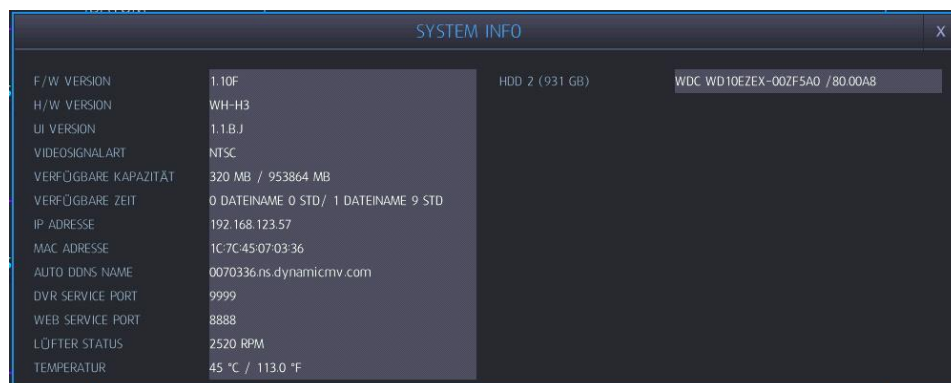 SYSTEM INFO X
F/W VERSION 1.10F
H/W VERSION WH-H3
UI VERSION 1.1.B.J
VIDEOSIGNALART NTSC
VERFÜGBARE KAPAZITÄT 320 MB / 953864 MB
VERFÜGBARE ZEIT 0 DATEINAME 0 STD/ 1 DATEINAME 9 STD
IP ADRESSE 192.168.123.57
MAC ADRESSE 1C:7C:45:07:03:36
AUTO DDNS NAME 0070336.ns.dynamicmv.com
DVR SERVICE PORT 9999
WEB SERVICE PORT 8888
LÜFTER STATUS 2520 RPM
TEMPERATUR 45 °C / 113.0 °F
HDD 2 (931 GB) WDC WD10EZEX-00ZF5A0 /80.00A8